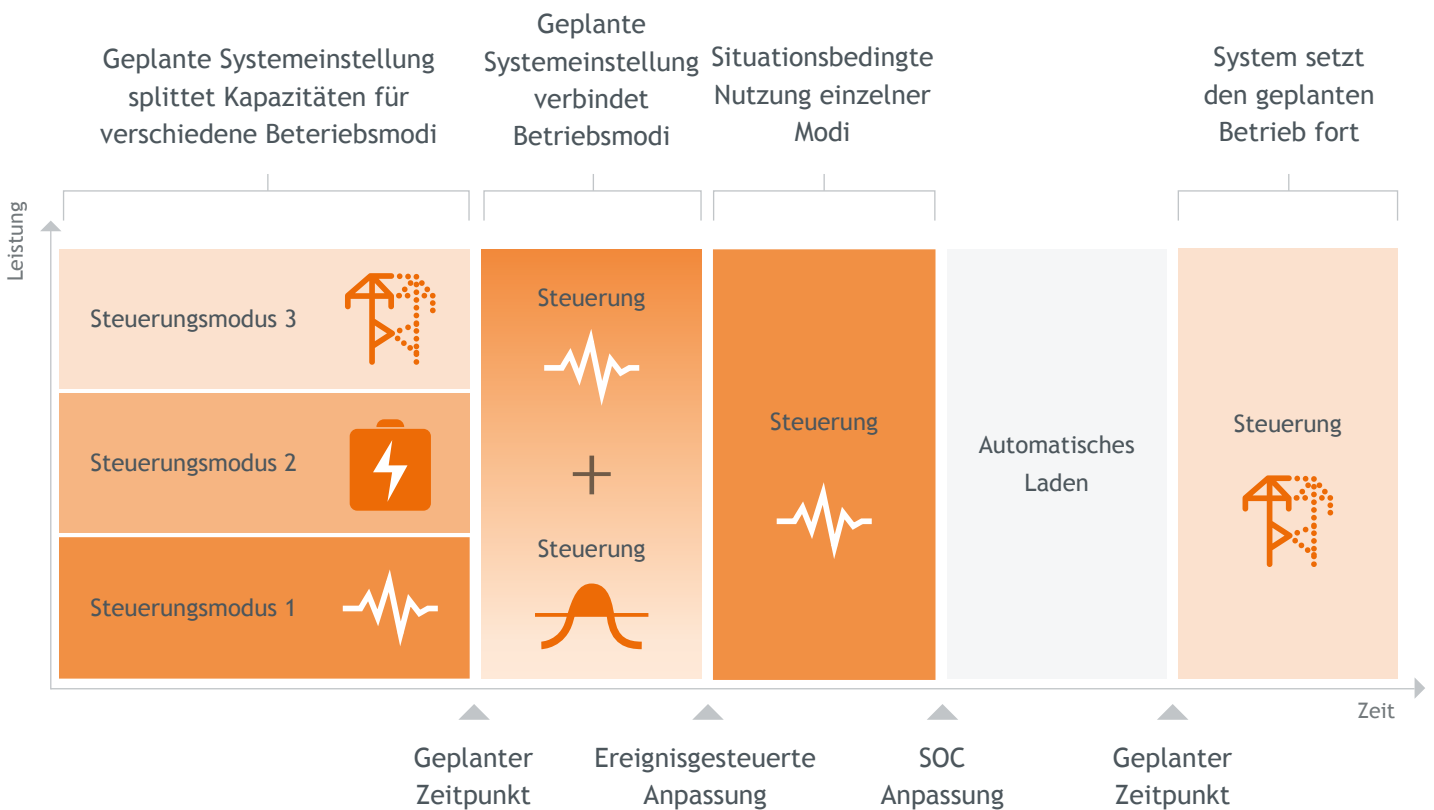 Geplante Systemeinstellung
splittet Kapazitäten für
verschiedene Beteriebsmodi
Geplante
Systemeinstellung
verbindet
Betriebsmodi
Situationsbedingte
Nutzung einzelner
Modi
System setzt
den geplanten
Betrieb fort
Leistung
Steuerungsmodus 3
Steuerungsmodus 2
Steuerungsmodus 1
Steuerung
+
Steuerung
Steuerung
Automatisches
Laden
Steuerung
Zeit
Geplanter
Zeitpunkt
Ereignisgesteuerte
Anpassung
SOC
Anpassung
Geplanter
Zeitpunkt